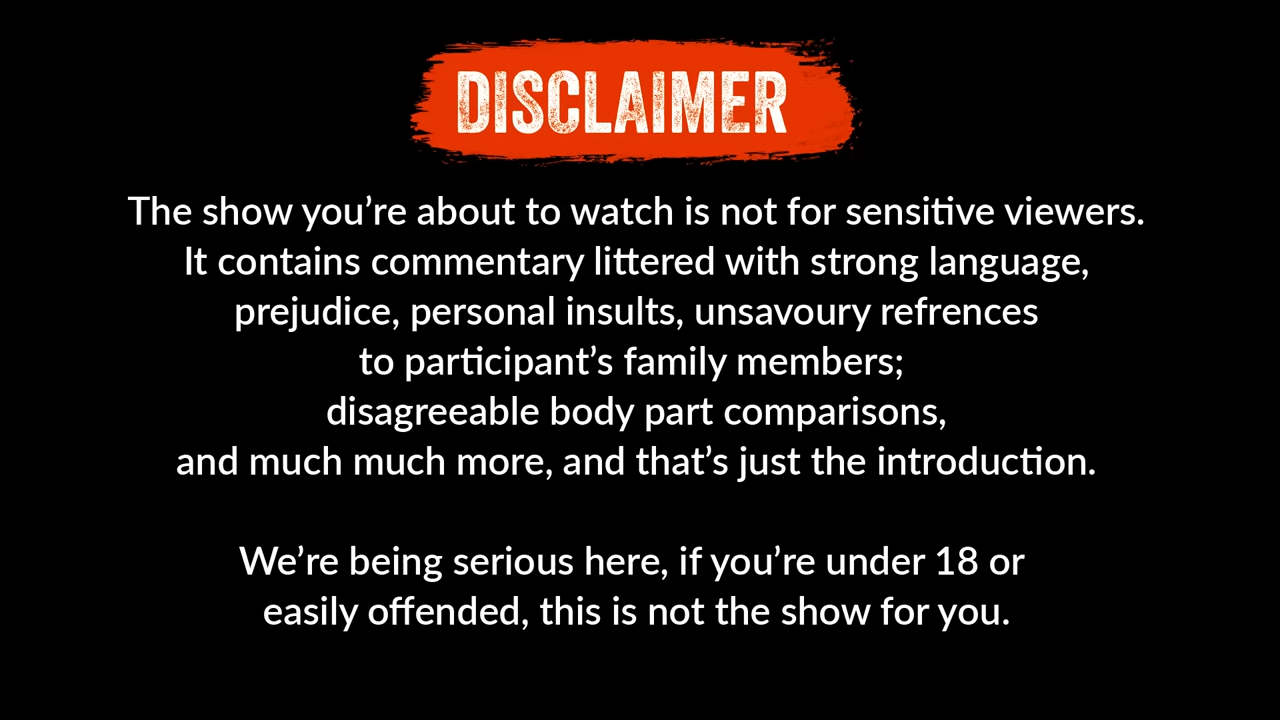 DISCLAIMER
The show you’re about to watch is not for sensitive viewers.
It contains commentary littered with strong language,
prejudice, personal insults, unsavoury refrences
to participant’s family members;
disagreeable body part comparisons,
and much much more, and that’s just the introduction.
We’re being serious here, if you’re under 18 or
easily offended, this is not the show for you.